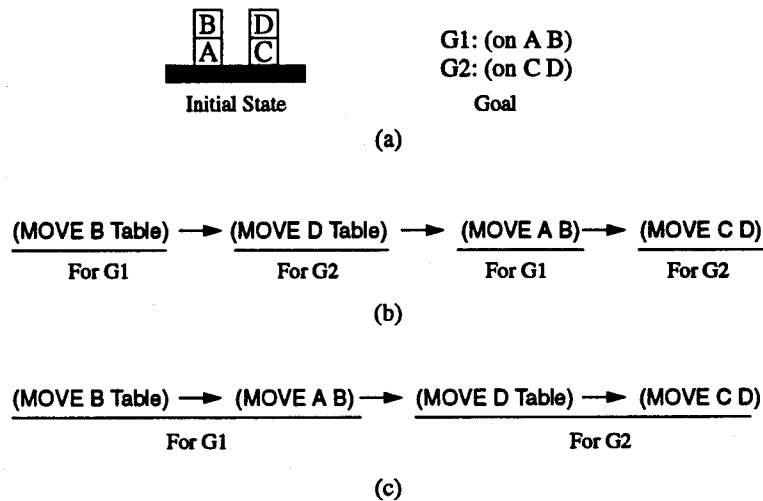 B D
A C
G1: (on A B)
G2: (on C D)
Initial State Goal
(a)
(MOVE B Table) → (MOVE D Table) → (MOVE A B) → (MOVE C D)
For G1 For G2 For G1 For G2
(b)
(MOVE B Table) → (MOVE A B) → (MOVE D Table) → (MOVE C D)
For G1 For G2
(c)